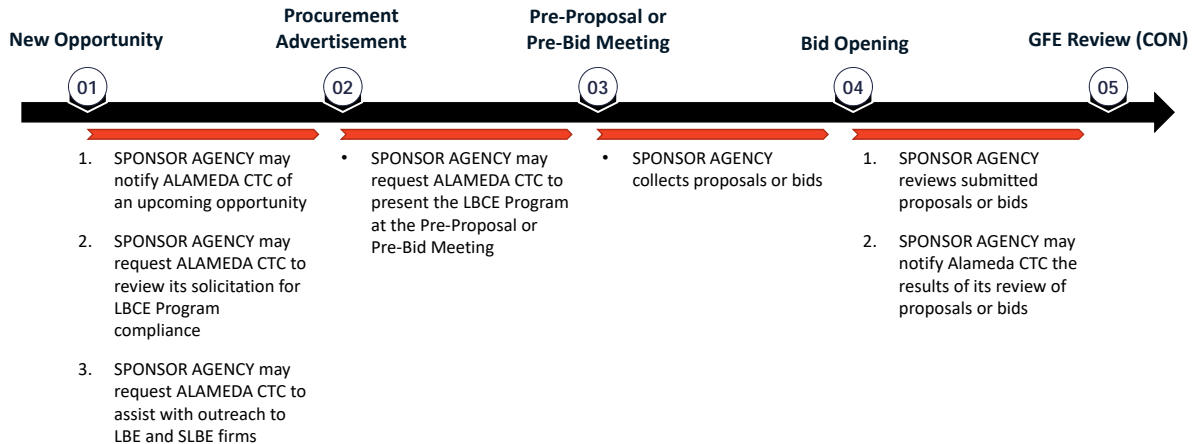 New Opportunity
Procurement
Advertisement
Pre-Proposal or
Pre-Bid Meeting
Bid Opening
GFE Review (CON)
01
02
03
04
05
1. SPONSOR AGENCY may
notify ALAMEDA CTC of
an upcoming opportunity
2. SPONSOR AGENCY may
request ALAMEDA CTC to
review its solicitation for
LBCE Program
compliance
3. SPONSOR AGENCY may
request ALAMEDA CTC to
assist with outreach to
LBE and SLBE firms
• SPONSOR AGENCY may
request ALAMEDA CTC to
present the LBCE Program
at the Pre-Proposal or
Pre-Bid Meeting
• SPONSOR AGENCY
collects proposals or bids
1. SPONSOR AGENCY
reviews submitted
proposals or bids
2. SPONSOR AGENCY may
notify Alameda CTC the
results of its review of
proposals or bids